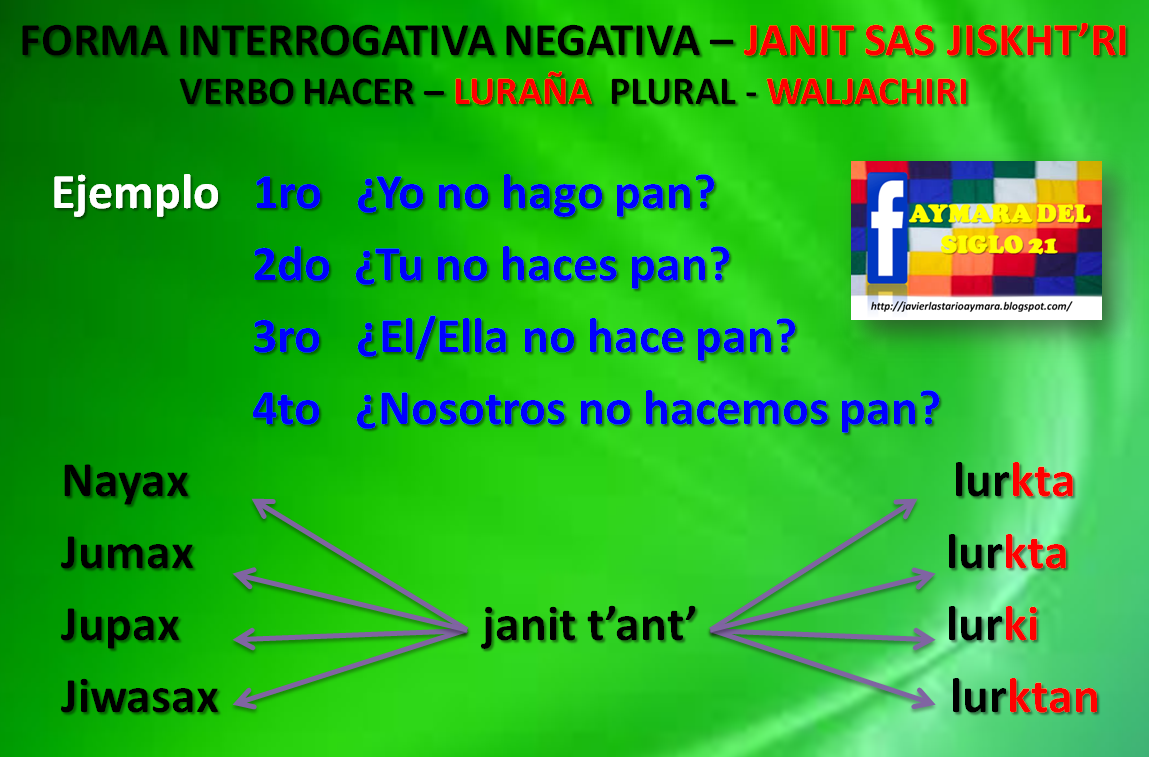 FORMA INTERROGATIVA NEGATIVA – JANIT SAS JISKHT’RI
VERBO HACER – LURAÑA PLURAL - WALJACHIRI
Ejemplo 1ro ¿Yo no hago pan?
2do ¿Tu no haces pan?
3ro ¿El/Ella no hace pan?
4to ¿Nosotros no hacemos pan?
f AYMARA DEL
SIGLO 21
http://javierlastarioaymara.blogspot.com/
Nayax lurkta
Jumax lurkta
janit t’ant’
Jupax lurki
Jiwasax lurktan